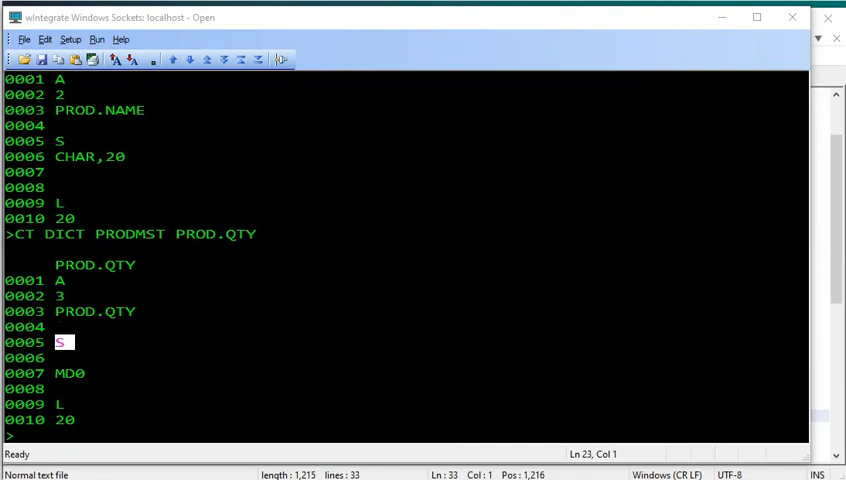 wIntegrate Windows Sockets: localhost - Open
File Edit Setup Run Help
0001 A
0002 2
0003 PROD.NAME
0004
0005 S
0006 CHAR,20
0007
0008
0009 L
0010 20
>CT DICT PRODMST PROD.QTY
PROD.QTY
0001 A
0002 3
0003 PROD.QTY
0004
0005 S
0006
0007 MD0
0008
0009 L
0010 20
>
Ready Ln 23, Col 1
Normal text file length : 1,215 lines : 33 Ln : 33 Col : 1 Pos : 1,216 Windows (CR LF) UTF-8 INS